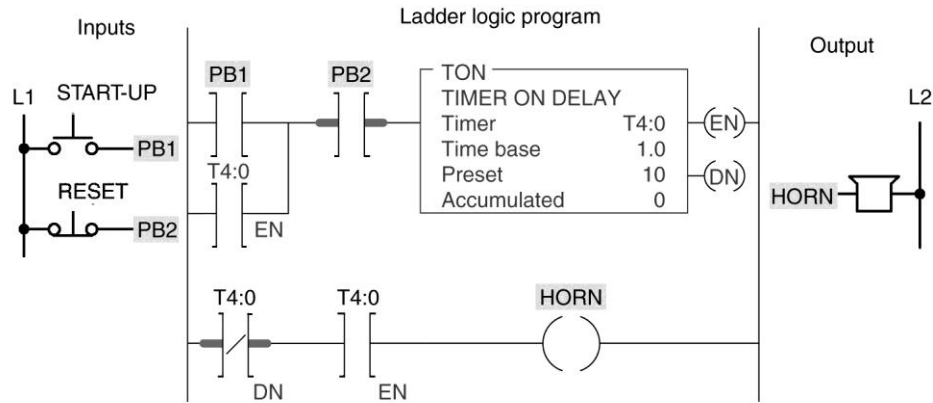 Ladder logic program
Inputs
Output
L1
START-UP
PB1
RESET
PB2
PB1
PB2
T4:0
EN
TON
TIMER ON DELAY
Timer T4:0
Time base 1.0
Preset 10
Accumulated 0
EN
DN
L2
HORN
T4:0
DN
T4:0
EN
HORN